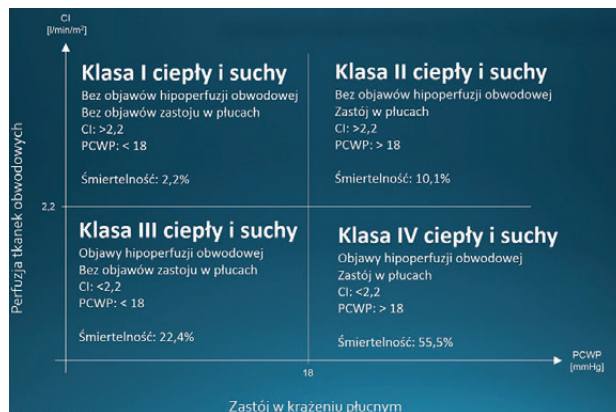 CI
[l/min/m²]
Klasa I ciepły i suchy
Bez objawów hipoperfuzji obwodowej
Bez objawów zastoju w płucach
CI: >2,2
PCWP: < 18
Śmiertelność: 2,2%
Klasa II ciepły i suchy
Bez objawów hipoperfuzji obwodowej
Zastój w płucach
CI: >2,2
PCWP: > 18
Śmiertelność: 10,1%
Perfuzja tkanek obwodowych
2,2
Klasa III ciepły i suchy
Objawy hipoperfuzji obwodowej
Bez objawów zastoju w płucach
CI: <2,2
PCWP: < 18
Śmiertelność: 22,4%
Klasa IV ciepły i suchy
Objawy hipoperfuzji obwodowej
Zastój w płucach
CI: <2,2
PCWP: > 18
Śmiertelność: 55,5%
18
PCWP
[mmHg]
Zastój w krążeniu płucnym